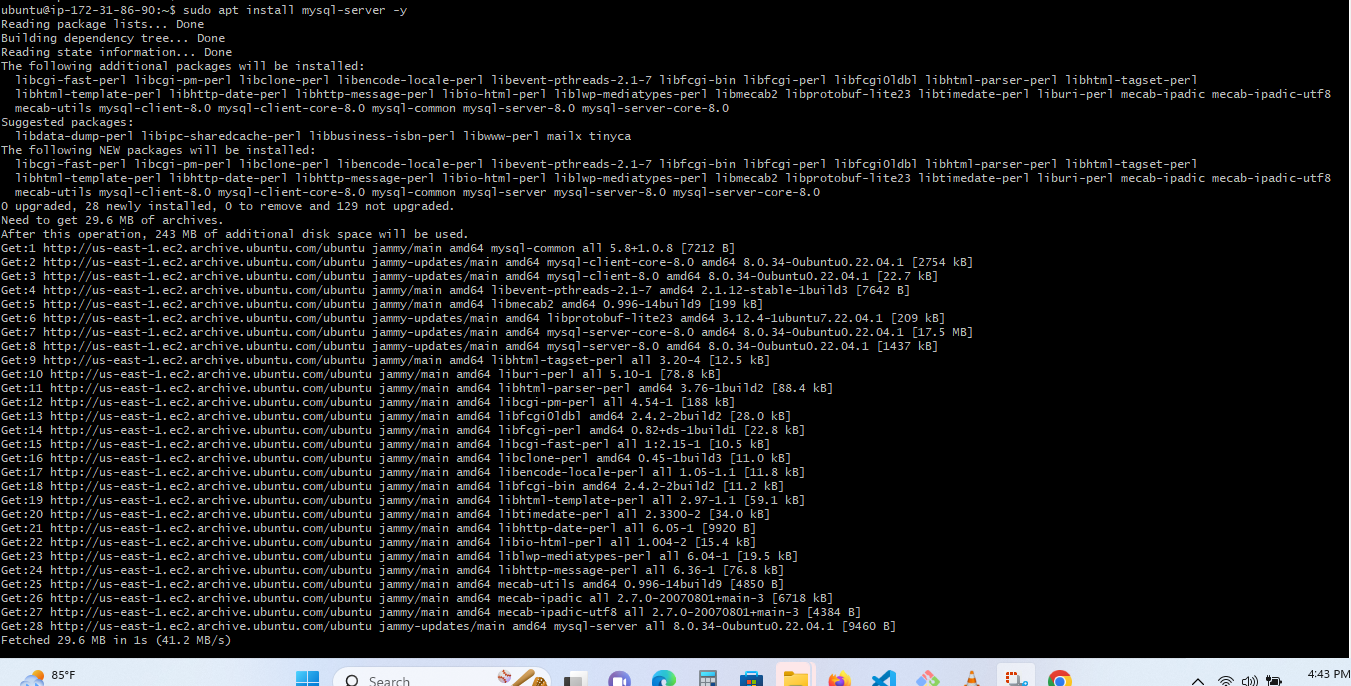 ubuntu@ip-172-31-86-90:~$ sudo apt install mysql-server -y
Reading package lists... Done
Building dependency tree... Done
Reading state information... Done
The following additional packages will be installed:
  libcgi-fast-perl libcgi-pm-perl libclone-perl libencode-locale-perl libevent-pthreads-2.1-7 libfcgi-bin libfcgi-perl libfcgi0ldbl libhtml-parser-perl libhtml-tagset-perl
  libhtml-template-perl libhttp-date-perl libhttp-message-perl libio-html-perl liblwp-mediatypes-perl libmecab2 libprotobuf-lite23 libtimedate-perl liburi-perl mecab-ipadic mecab-ipadic-utf8
  mecab-utils mysql-client-8.0 mysql-client-core-8.0 mysql-common mysql-server-8.0 mysql-server-core-8.0
Suggested packages:
  libdata-dump-perl libipc-sharedcache-perl libbusiness-isbn-perl libwww-perl mailx tinyca
The following NEW packages will be installed:
  libcgi-fast-perl libcgi-pm-perl libclone-perl libencode-locale-perl libevent-pthreads-2.1-7 libfcgi-bin libfcgi-perl libfcgi0ldbl libhtml-parser-perl libhtml-tagset-perl
  libhtml-template-perl libhttp-date-perl libhttp-message-perl libio-html-perl liblwp-mediatypes-perl libmecab2 libprotobuf-lite23 libtimedate-perl liburi-perl mecab-ipadic mecab-ipadic-utf8
  mecab-utils mysql-client-8.0 mysql-client-core-8.0 mysql-common mysql-server mysql-server-8.0 mysql-server-core-8.0
0 upgraded, 28 newly installed, 0 to remove and 129 not upgraded.
Need to get 29.6 MB of archives.
After this operation, 243 MB of additional disk space will be used.
Get:1 http://us-east-1.ec2.archive.ubuntu.com/ubuntu jammy/main amd64 mysql-common all 5.8+1.0.8 [7212 B]
Get:2 http://us-east-1.ec2.archive.ubuntu.com/ubuntu jammy-updates/main amd64 mysql-client-core-8.0 amd64 8.0.34-0ubuntu0.22.04.1 [2754 kB]
Get:3 http://us-east-1.ec2.archive.ubuntu.com/ubuntu jammy-updates/main amd64 mysql-client-8.0 amd64 8.0.34-0ubuntu0.22.04.1 [22.7 kB]
Get:4 http://us-east-1.ec2.archive.ubuntu.com/ubuntu jammy/main amd64 libevent-pthreads-2.1-7 amd64 2.1.12-stable-1build3 [7642 B]
Get:5 http://us-east-1.ec2.archive.ubuntu.com/ubuntu jammy/main amd64 libmecab2 amd64 0.996-14build9 [199 kB]
Get:6 http://us-east-1.ec2.archive.ubuntu.com/ubuntu jammy-updates/main amd64 libprotobuf-lite23 amd64 3.12.4-1ubuntu7.22.04.1 [209 kB]
Get:7 http://us-east-1.ec2.archive.ubuntu.com/ubuntu jammy-updates/main amd64 mysql-server-core-8.0 amd64 8.0.34-0ubuntu0.22.04.1 [17.5 MB]
Get:8 http://us-east-1.ec2.archive.ubuntu.com/ubuntu jammy-updates/main amd64 mysql-server-8.0 amd64 8.0.34-0ubuntu0.22.04.1 [1437 kB]
Get:9 http://us-east-1.ec2.archive.ubuntu.com/ubuntu jammy/main amd64 libhtml-tagset-perl all 3.20-4 [12.5 kB]
Get:10 http://us-east-1.ec2.archive.ubuntu.com/ubuntu jammy/main amd64 liburi-perl all 5.10-1 [78.8 kB]
Get:11 http://us-east-1.ec2.archive.ubuntu.com/ubuntu jammy/main amd64 libhtml-parser-perl amd64 3.76-1build2 [88.4 kB]
Get:12 http://us-east-1.ec2.archive.ubuntu.com/ubuntu jammy/main amd64 libcgi-pm-perl all 4.54-1 [188 kB]
Get:13 http://us-east-1.ec2.archive.ubuntu.com/ubuntu jammy/main amd64 libfcgi0ldbl amd64 2.4.2-2build2 [28.0 kB]
Get:14 http://us-east-1.ec2.archive.ubuntu.com/ubuntu jammy/main amd64 libfcgi-perl amd64 0.82+ds-1build1 [22.8 kB]
Get:15 http://us-east-1.ec2.archive.ubuntu.com/ubuntu jammy/main amd64 libcgi-fast-perl all 1:2.15-1 [10.5 kB]
Get:16 http://us-east-1.ec2.archive.ubuntu.com/ubuntu jammy/main amd64 libclone-perl amd64 0.45-1build3 [11.0 kB]
Get:17 http://us-east-1.ec2.archive.ubuntu.com/ubuntu jammy/main amd64 libencode-locale-perl all 1.05-1.1 [11.8 kB]
Get:18 http://us-east-1.ec2.archive.ubuntu.com/ubuntu jammy/main amd64 libfcgi-bin amd64 2.4.2-2build2 [11.2 kB]
Get:19 http://us-east-1.ec2.archive.ubuntu.com/ubuntu jammy/main amd64 libhtml-template-perl all 2.97-1.1 [59.1 kB]
Get:20 http://us-east-1.ec2.archive.ubuntu.com/ubuntu jammy/main amd64 libtimedate-perl all 2.3300-2 [34.0 kB]
Get:21 http://us-east-1.ec2.archive.ubuntu.com/ubuntu jammy/main amd64 libhttp-date-perl all 6.05-1 [9920 B]
Get:22 http://us-east-1.ec2.archive.ubuntu.com/ubuntu jammy/main amd64 libio-html-perl all 1.004-2 [15.4 kB]
Get:23 http://us-east-1.ec2.archive.ubuntu.com/ubuntu jammy/main amd64 liblwp-mediatypes-perl all 6.04-1 [19.5 kB]
Get:24 http://us-east-1.ec2.archive.ubuntu.com/ubuntu jammy/main amd64 libhttp-message-perl all 6.36-1 [76.8 kB]
Get:25 http://us-east-1.ec2.archive.ubuntu.com/ubuntu jammy/main amd64 mecab-utils amd64 0.996-14build9 [4850 B]
Get:26 http://us-east-1.ec2.archive.ubuntu.com/ubuntu jammy/main amd64 mecab-ipadic all 2.7.0-20070801+main-3 [6718 kB]
Get:27 http://us-east-1.ec2.archive.ubuntu.com/ubuntu jammy/main amd64 mecab-ipadic-utf8 all 2.7.0-20070801+main-3 [4384 B]
Get:28 http://us-east-1.ec2.archive.ubuntu.com/ubuntu jammy-updates/main amd64 mysql-server all 8.0.34-0ubuntu0.22.04.1 [9460 B]
Fetched 29.6 MB in 1s (41.2 MB/s)
85°F
Search
4:43 PM